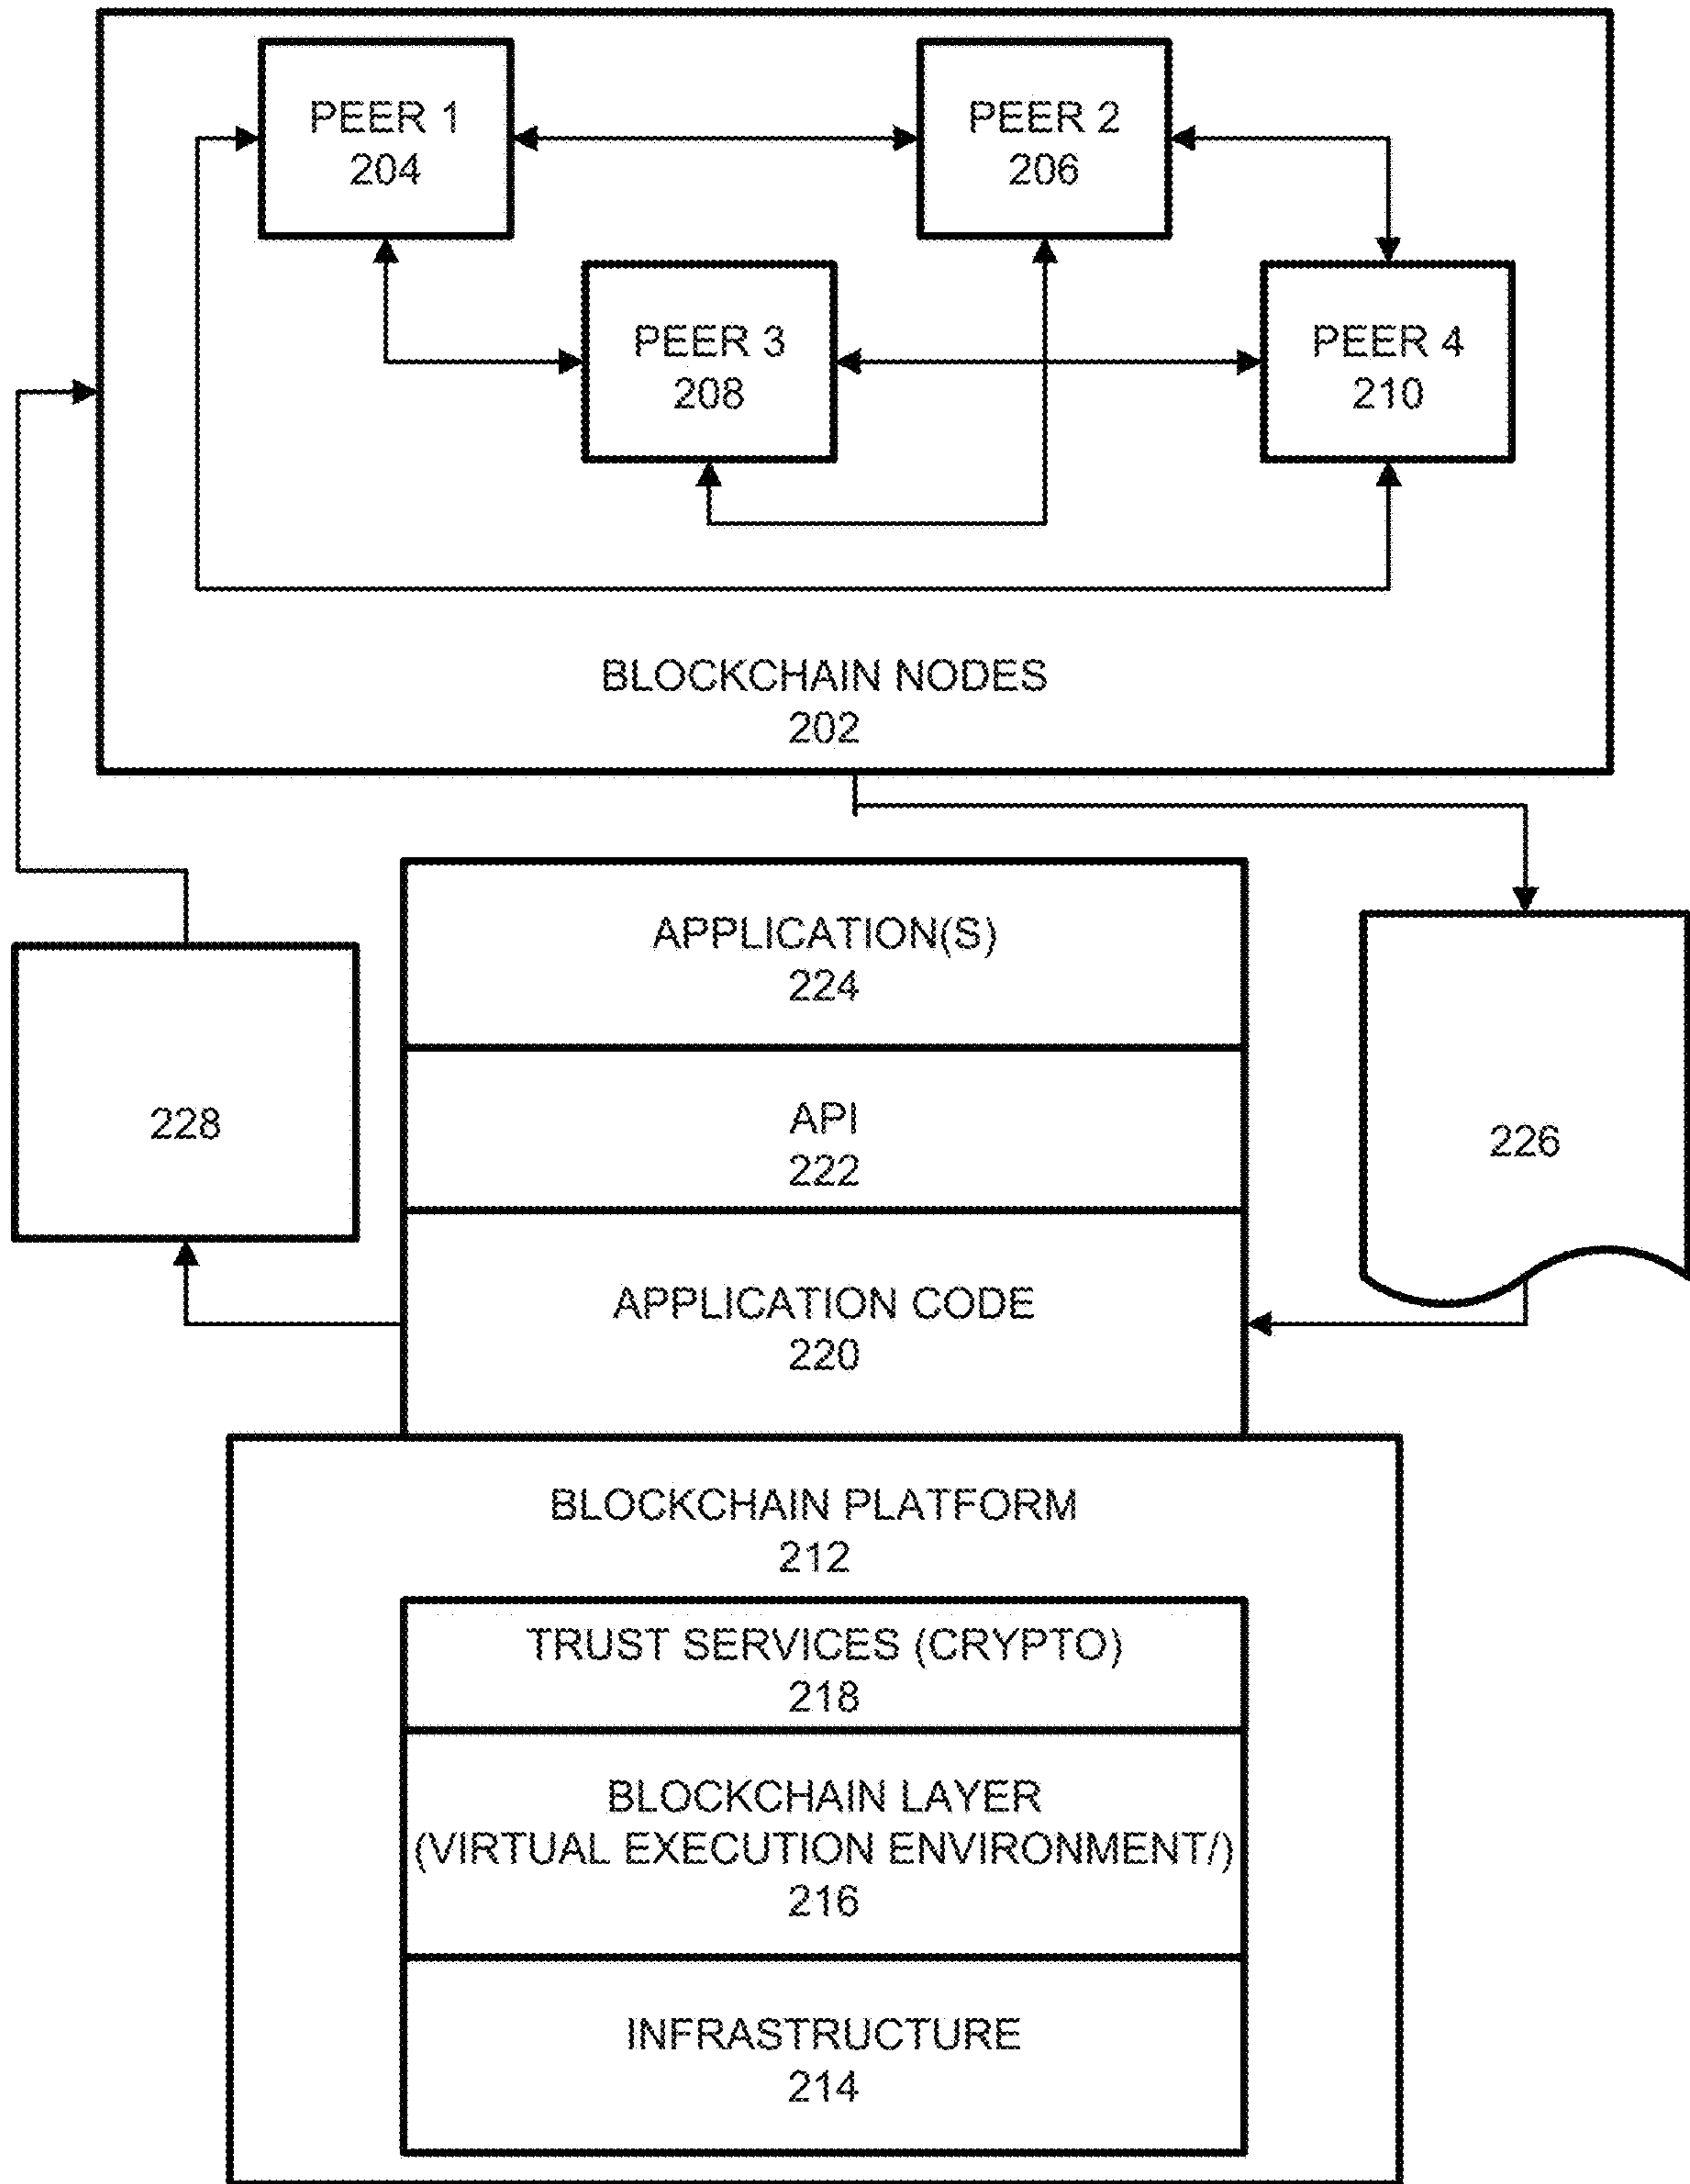 PEER 1
204
PEER 2
206
PEER 3
208
PEER 4
210
BLOCKCHAIN NODES
202
APPLICATION(S)
224
API
222
228
226
APPLICATION CODE
220
BLOCKCHAIN PLATFORM
212
TRUST SERVICES (CRYPTO)
218
BLOCKCHAIN LAYER
(VIRTUAL EXECUTION ENVIRONMENT/)
216
INFRASTRUCTURE
214